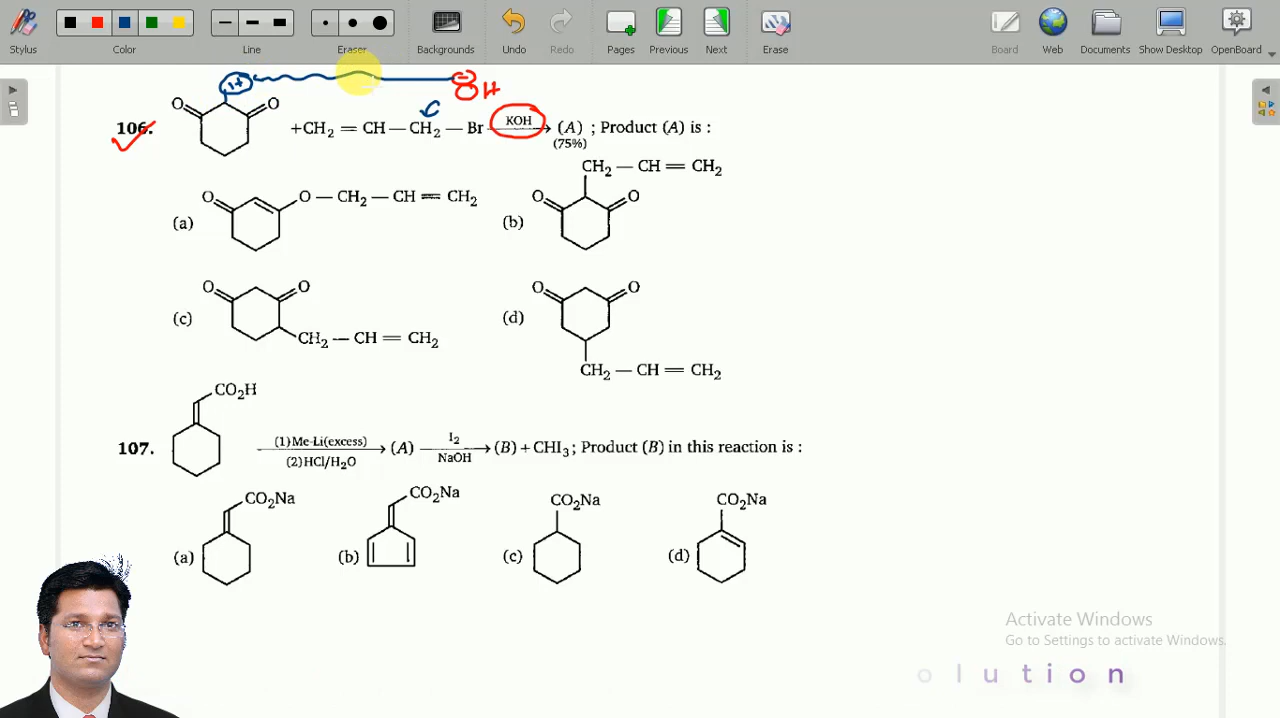 Stylus Color Line Eraser Backgrounds Undo Redo Pages Previous Next Erase Board Web Documents Show Desktop OpenBoard
H
OH
O O
106. +CH2 = CH — CH2 — Br KOH → (A) ; Product (A) is :
(75%)
(a) O O — CH2 — CH = CH2
(b) O O CH2 — CH = CH2
(c) O O CH2 — CH = CH2
(d) O O CH2 — CH = CH2
CO2H
107. (1)Me-Li(excess) (2)HCl/H2O → (A) I2 NaOH → (B) + CHI3; Product (B) in this reaction is :
(a) CO2Na
(b) CO2Na
(c) CO2Na
(d) CO2Na
Activate Windows
Go to Settings to activate Windows.
olution